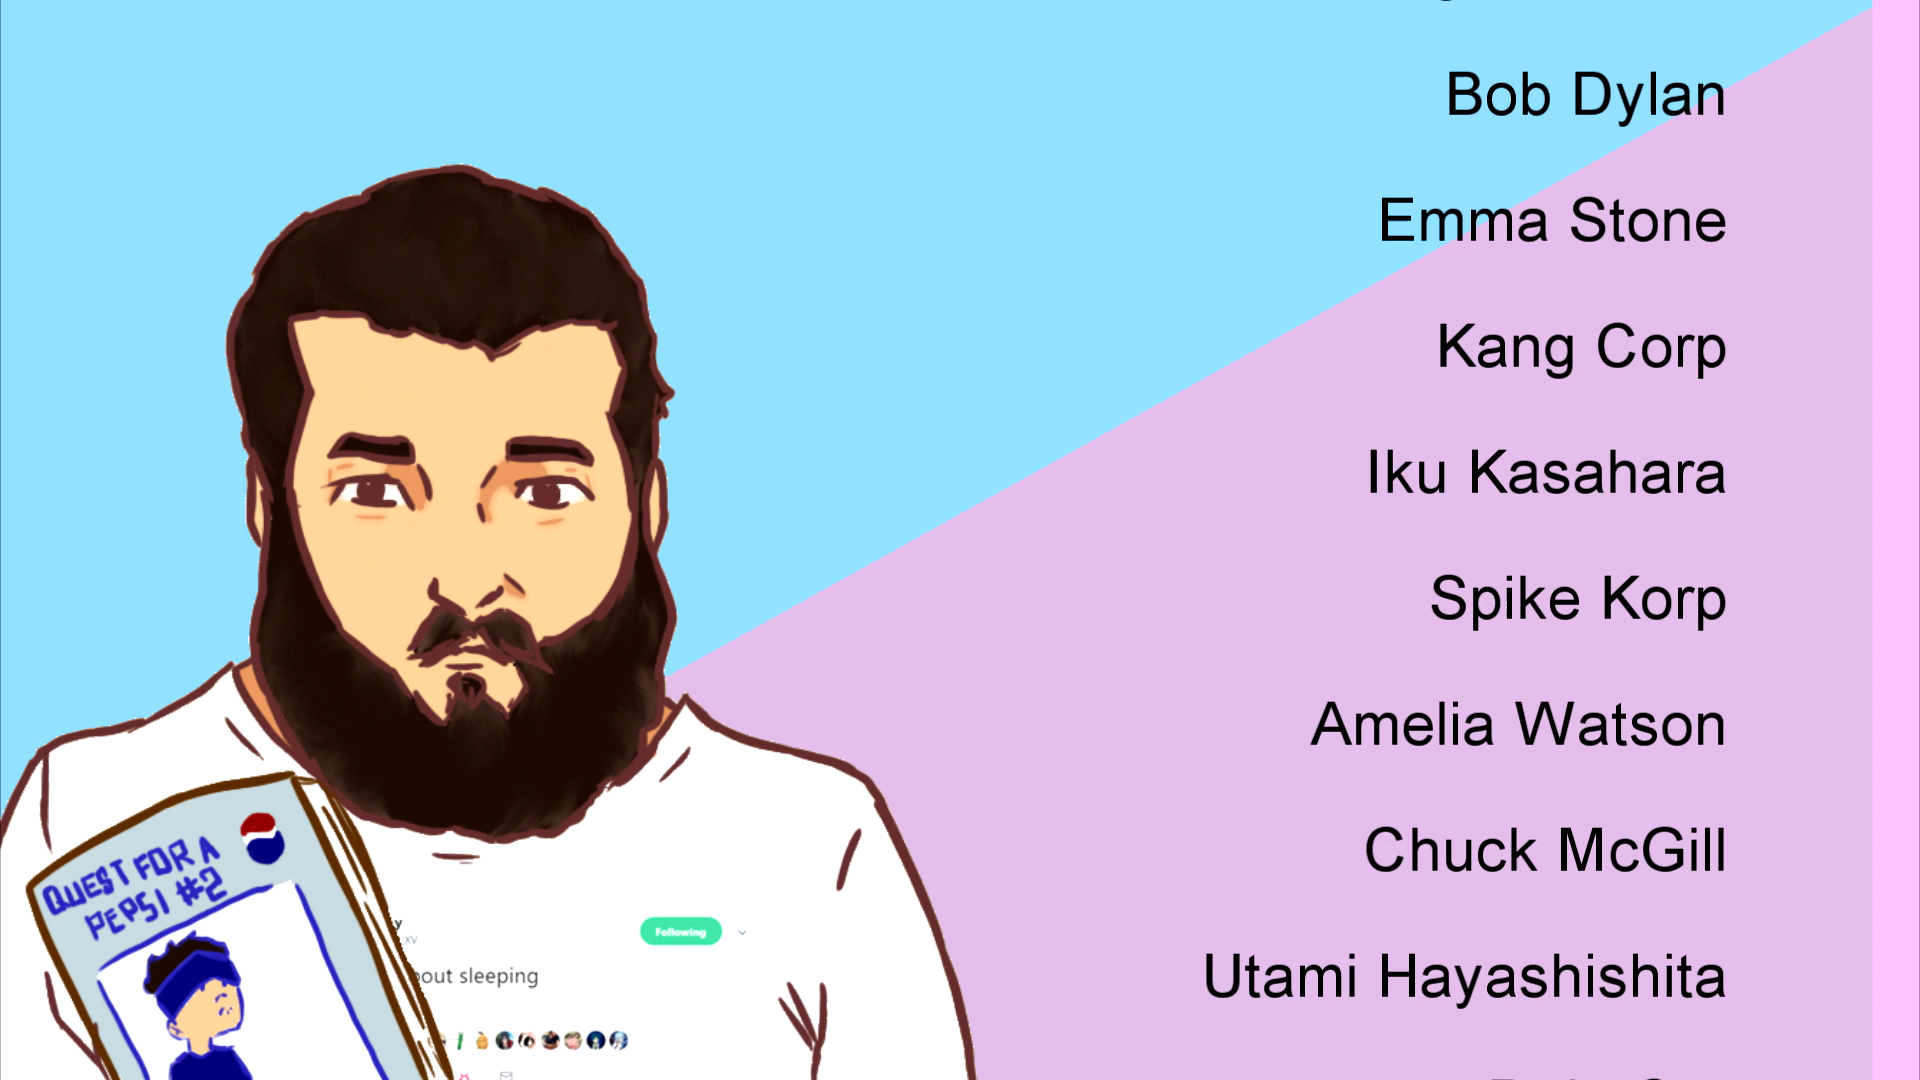 Bob Dylan
Emma Stone
Kang Corp
Iku Kasahara
Spike Korp
Amelia Watson
Chuck McGill
Utami Hayashishita
QUEST FOR A
PEPSI #2
y
XV
Following
out sleeping